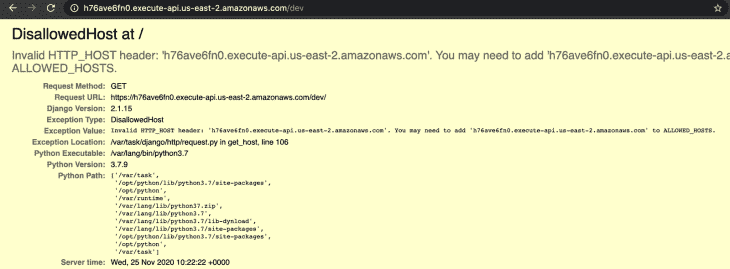 h76ave6fn0.execute-api.us-east-2.amazonaws.com/dev
DisallowedHost at /
Invalid HTTP_HOST header: 'h76ave6fn0.execute-api.us-east-2.amazonaws.com'. You may need to add 'h76ave6fn0.execute-api.us-east-2.a
ALLOWED_HOSTS.
Request Method: GET
Request URL: https://h76ave6fn0.execute-api.us-east-2.amazonaws.com/dev/
Django Version: 2.1.15
Exception Type: DisallowedHost
Exception Value: Invalid HTTP_HOST header: 'h76ave6fn0.execute-api.us-east-2.amazonaws.com'. You may need to add 'h76ave6fn0.execute-api.us-east-2.amazonaws.com' to ALLOWED_HOSTS.
Exception Location: /var/task/django/http/request.py in get_host, line 106
Python Executable: /var/lang/bin/python3.7
Python Version: 3.7.9
Python Path: ['/var/task',
'/opt/python/lib/python3.7/site-packages',
'/opt/python',
'/var/runtime',
'/var/lang/lib/python37.zip',
'/var/lang/lib/python3.7',
'/var/lang/lib/python3.7/lib-dynload',
'/var/lang/lib/python3.7/site-packages',
'/opt/python/lib/python3.7/site-packages',
'/opt/python',
'/var/task']
Server time: Wed, 25 Nov 2020 10:22:22 +0000